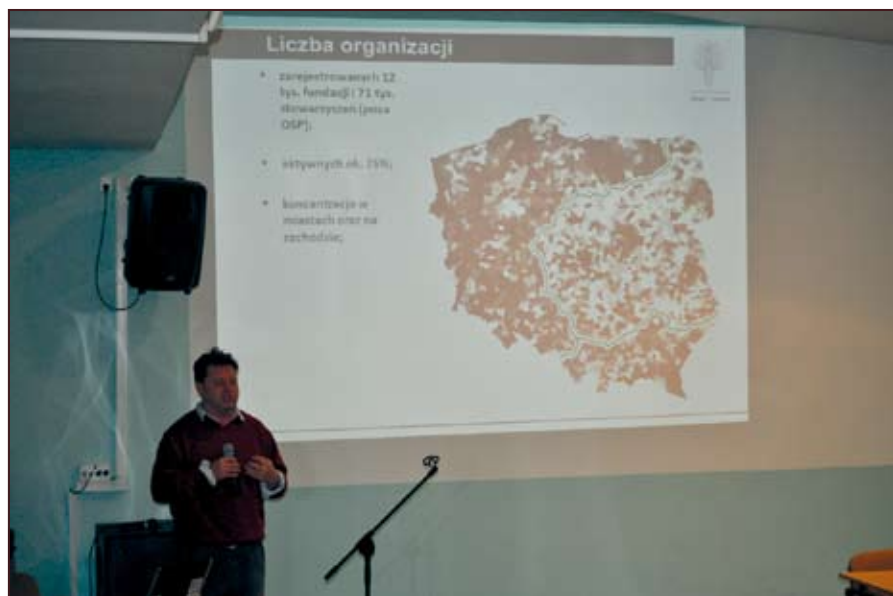 Liczba organizacji
• zarejestrowanych 12
tys. fundacji i 71 tys.
stowarzyszeń (poza
OSP);
• aktywnych ok. 75%;
• koncentracja w
miastach oraz na
zachodzie;